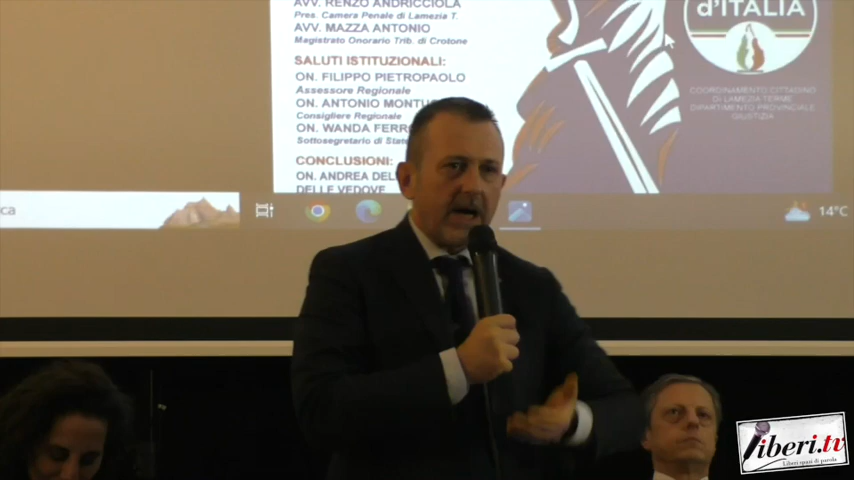 AVV. RENZO ANDRICCIOLA
Pres. Camera Penale di Lamezia T.
AVV. MAZZA ANTONIO
Magistrato Onorario Trib. di Crotone
SALUTI ISTITUZIONALI:
ON. FILIPPO PIETROPAOLO
Assessore Regionale
ON. ANTONIO MONTU
Consigliere Regionale
ON. WANDA FERR
Sottosegretario di Stat
CONCLUSIONI:
ON. ANDREA DEL
DELLE VEDOVE
d'ITALIA
COORDINAMENTO CITTADINO
DI LAMEZIA TERME
DIPARTIMENTO PROVINCIALE
GIUSTIZIA
ca
14°C
liberi.tv
Liberi spazi di parola